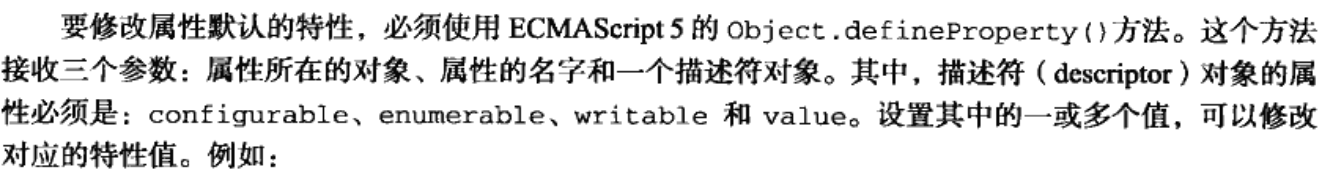 要修改属性默认的特性，必须使用 ECMAScript 5 的 Object.defineProperty()方法。这个方法
接收三个参数：属性所在的对象、属性的名字和一个描述符对象。其中，描述符（descriptor）对象的属
性必须是：configurable、enumerable、writable 和 value。设置其中的一或多个值，可以修改
对应的特性值。例如：